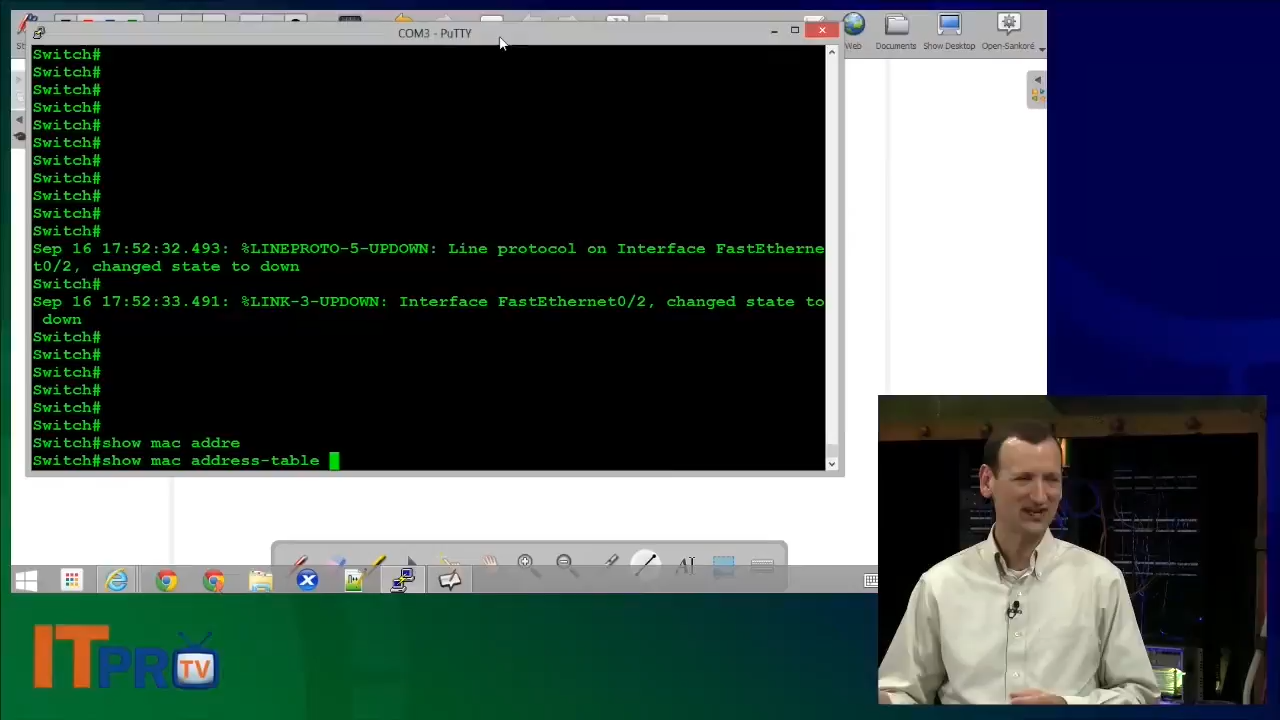 COM3 - PuTTY
Web
Documents
Show Desktop
Open-Sankoré
Switch#
Switch#
Switch#
Switch#
Switch#
Switch#
Switch#
Switch#
Switch#
Switch#
Switch#
Sep 16 17:52:32.493: %LINEPROTO-5-UPDOWN: Line protocol on Interface FastEtherne
t0/2, changed state to down
Switch#
Sep 16 17:52:33.491: %LINK-3-UPDOWN: Interface FastEthernet0/2, changed state to
down
Switch#
Switch#
Switch#
Switch#
Switch#
Switch#
Switch#show mac addre
Switch#show mac address-table
ITPRO
TV